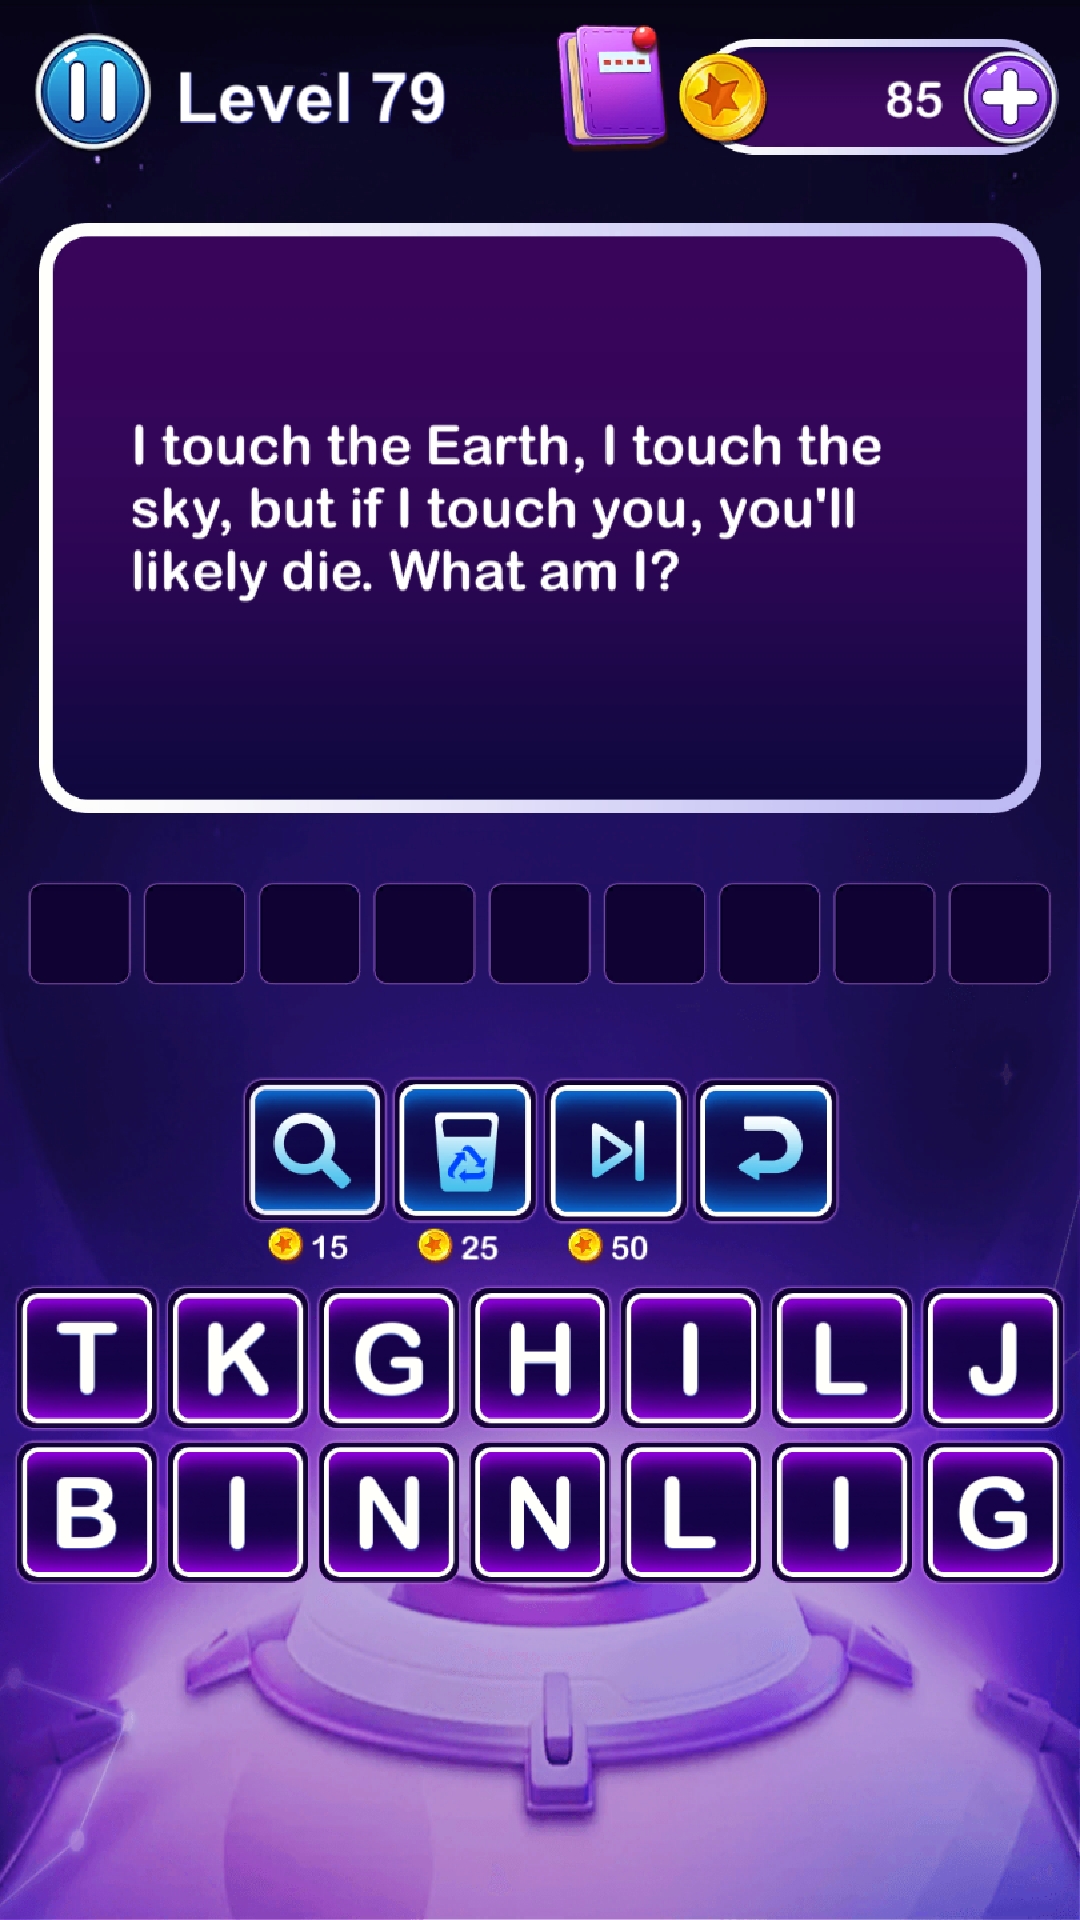 Level 79
85
I touch the Earth, I touch the
sky, but if I touch you, you'll
likely die. What am I?
15 25 50
T K G H I L J
B I N N L I G